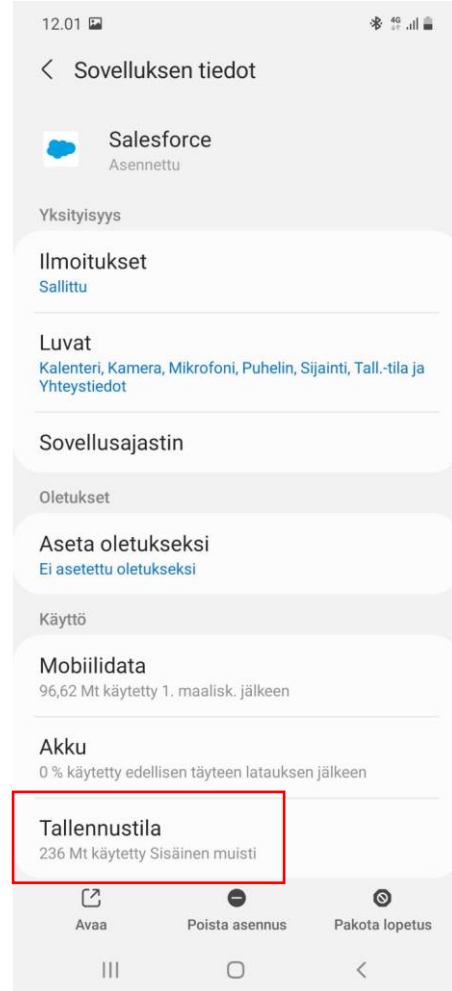 12.01
4G
Sovelluksen tiedot
Salesforce
Asennettu
Yksityisyys
Ilmoitukset
Sallittu
Luvat
Kalenteri, Kamera, Mikrofoni, Puhelin, Sijainti, Tall.-tila ja
Yhteystiedot
Sovellusajastin
Oletukset
Aseta oletukseksi
Ei asetettu oletukseksi
Käyttö
Mobiilidata
96,62 Mt käytetty 1. maalisk. jälkeen
Akku
0 % käytetty edellisen täyteen latauksen jälkeen
Tallennustila
236 Mt käytetty Sisäinen muisti
Avaa
Poista asennus
Pakota lopetus